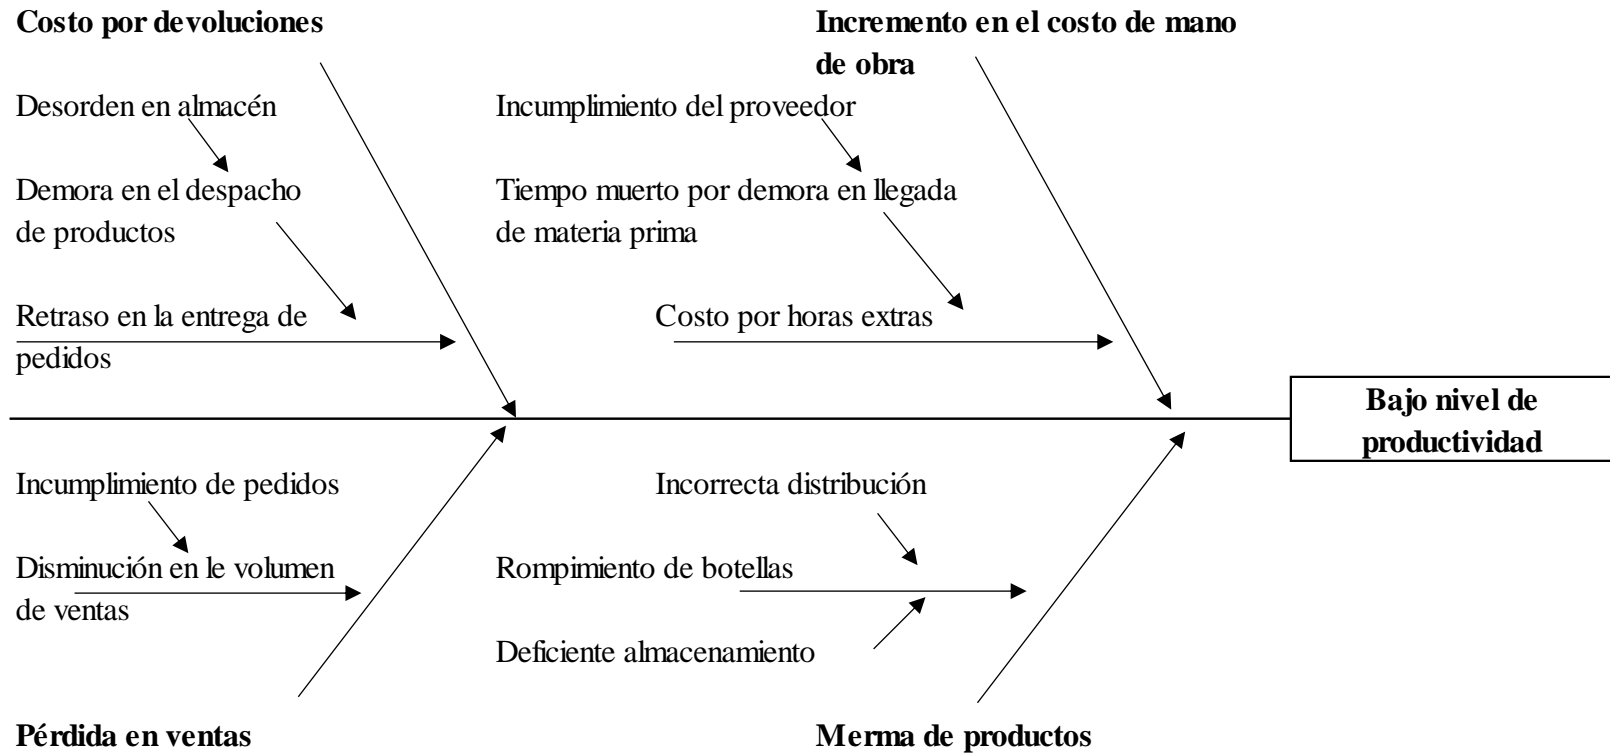 Costo por devoluciones
Incremento en el costo de mano
de obra
Desorden en almacén
Incumplimiento del proveedor
Demora en el despacho
de productos
Tiempo muerto por demora en llegada
de materia prima
Retraso en la entrega de
pedidos
Costo por horas extras
Bajo nivel de
productividad
Incumplimiento de pedidos
Incorrecta distribución
Disminución en le volumen
de ventas
Rompimiento de botellas
Deficiente almacenamiento
Pérdida en ventas
Merma de productos